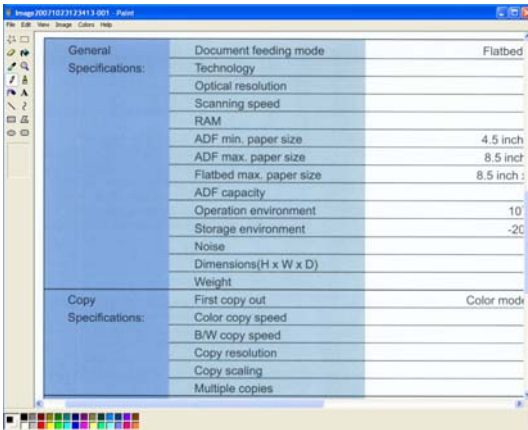 Image20071023123413-001 - Paint
File Edit View Image Colors Help
General Specifications: Document feeding mode Flatbed
Technology
Optical resolution
Scanning speed
RAM
ADF min. paper size 4.5 inch
ADF max. paper size 8.5 inch
Flatbed max. paper size 8.5 inch
ADF capacity
Operation environment 10
Storage environment -20
Noise
Dimensions(H x W x D)
Weight
Copy Specifications: First copy out Color mode
Color copy speed
B/W copy speed
Copy resolution
Copy scaling
Multiple copies